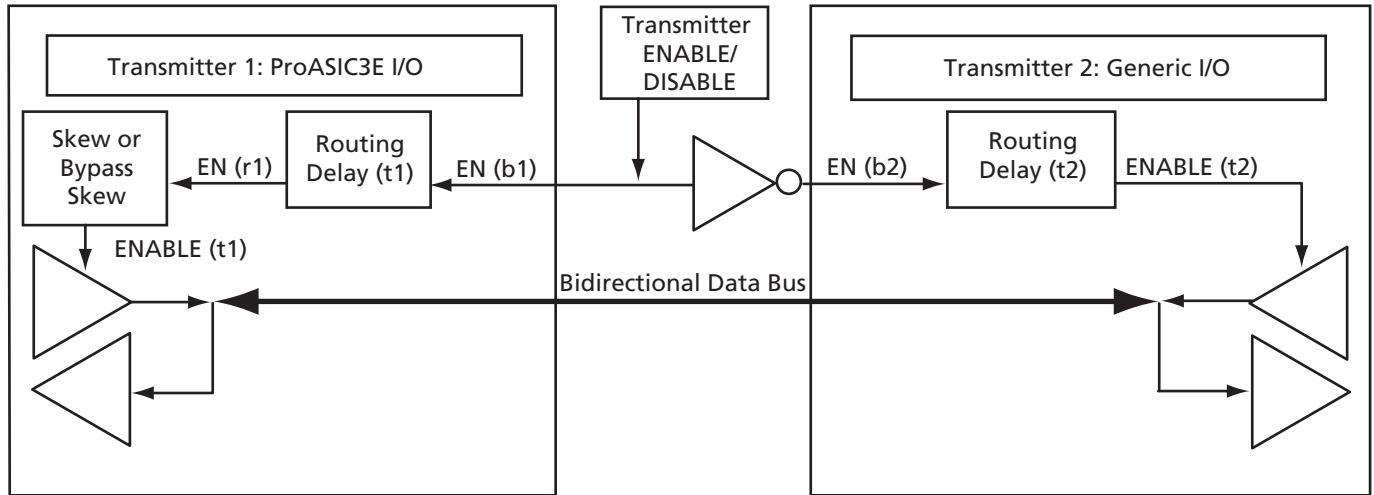 Transmitter 1: ProASIC3E I/O
Transmitter
ENABLE/
DISABLE
Transmitter 2: Generic I/O
Skew or
Bypass
Skew
EN (r1)
Routing
Delay (t1)
EN (b1)
EN (b2)
Routing
Delay (t2)
ENABLE (t2)
ENABLE (t1)
Bidirectional Data Bus